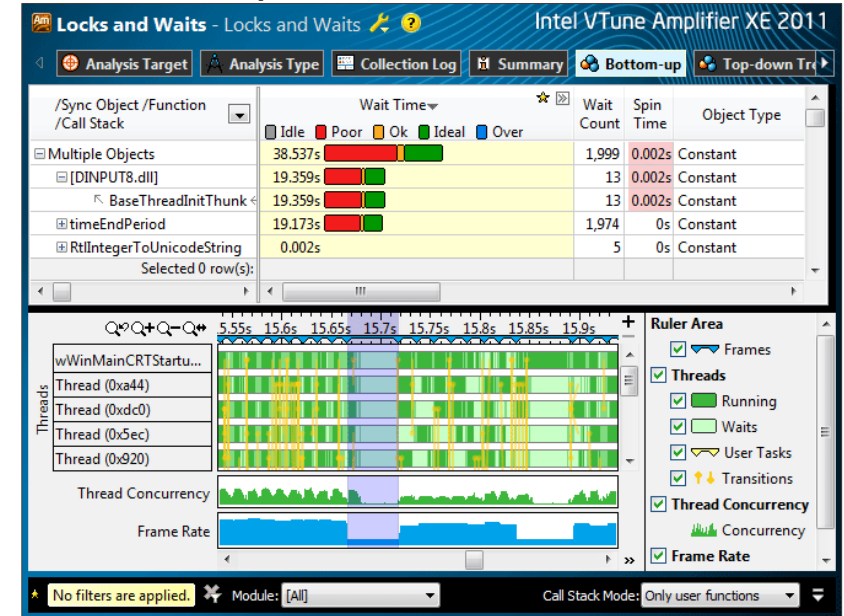 Locks and Waits - Locks and Waits Intel VTune Amplifier XE 2011
Analysis Target Analysis Type Collection Log Summary Bottom-up Top-down Tre
/Sync Object /Function
/Call Stack
Wait Time
Idle Poor Ok Ideal Over
Wait
Count
Spin
Time
Object Type
Multiple Objects 38.537s 1,999 0.002s Constant
[DINPUT8.dll] 19.359s 13 0.002s Constant
BaseThreadInitThunk 19.359s 13 0.002s Constant
timeEndPeriod 19.173s 1,974 0s Constant
RtlIntegerToUnicodeString 0.002s 5 0s Constant
Selected 0 row(s):
5.55s 15.6s 15.65s 15.7s 15.75s 15.8s 15.85s 15.9s
Threads
wWinMainCRTStartu...
Thread (0xa44)
Thread (0xdc0)
Thread (0x5ec)
Thread (0x920)
Thread Concurrency
Frame Rate
Ruler Area
Frames
Threads
Running
Waits
User Tasks
Transitions
Thread Concurrency
Concurrency
Frame Rate
No filters are applied. Module: [All] Call Stack Mode: Only user functions